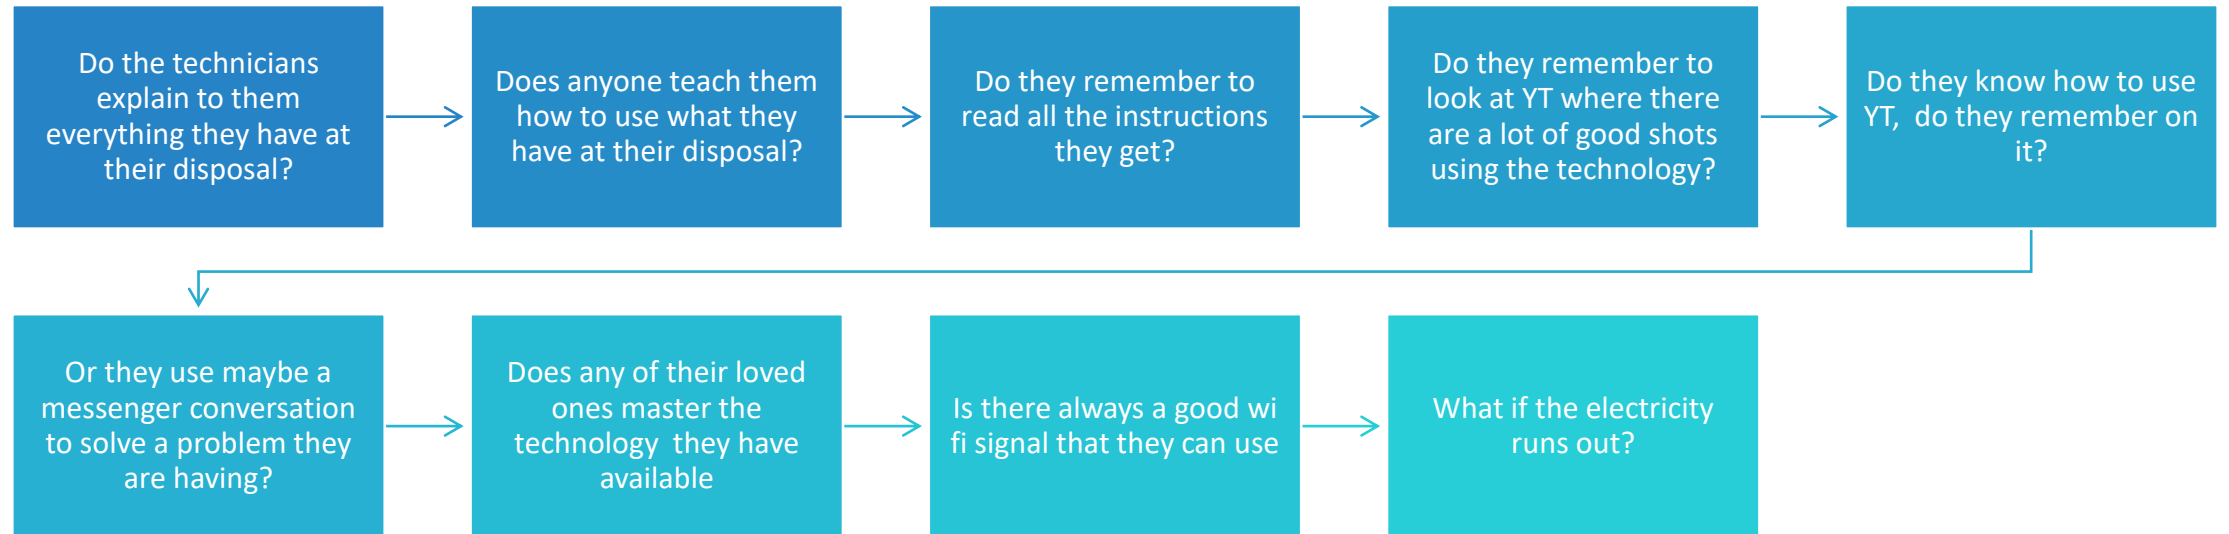 Do the technicians
explain to them
everything they have at
their disposal?
Does anyone teach them
how to use what they
have at their disposal?
Do they remember to
read all the instructions
they get?
Do they remember to
look at YT where there
are a lot of good shots
using the technology?
Do they know how to use
YT,  do they remember on
it?
Or they use maybe a
messenger conversation
to solve a problem they
are having?
Does any of their loved
ones master the
technology  they have
available
Is there always a good wi
fi signal that they can use
What if the electricity
runs out?